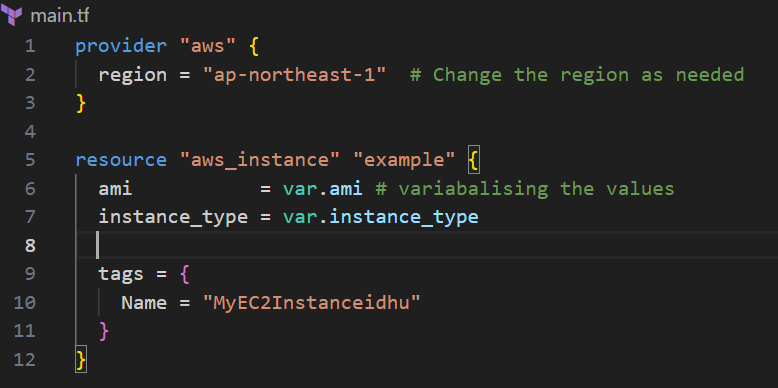 main.tf
1 provider "aws" {
2   region = "ap-northeast-1"  # Change the region as needed
3 }
4
5 resource "aws_instance" "example" {
6   ami           = var.ami # variabalising the values
7   instance_type = var.instance_type
8
9   tags = {
10     Name = "MyEC2Instanceidhu"
11   }
12 }